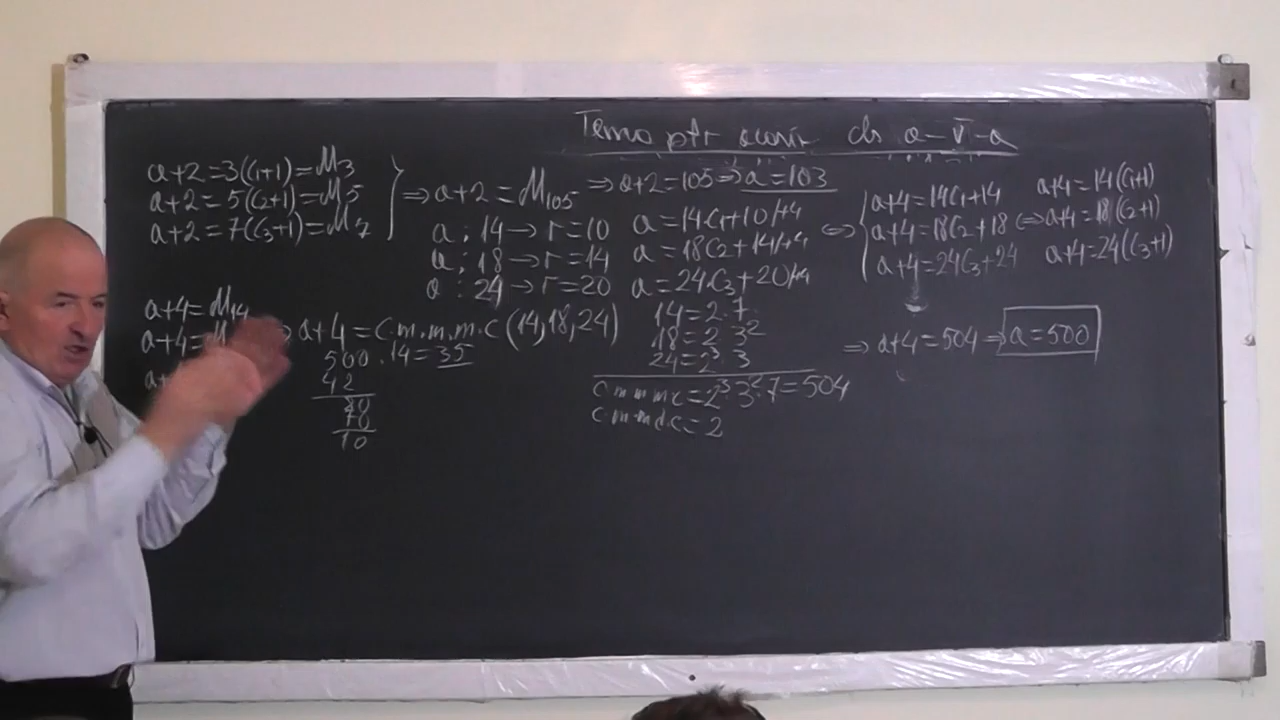 Tema ptr a-V-a
a+2=3(c₁+1)=M₃
a+2=5(c₂+1)=M₅
a+2=7(c₃+1)=M₇
⇒ a+2=M₁₀₅ ⇒ a+2=105 ⇒ a=103
a:14→r=10 a=14c₁+10/+4
a:18→r=14 a=18c₂+14/+4
a:24→r=20 a=24c₃+20/+4
⇔ a+4=14c₁+14
a+4=18c₂+18
a+4=24c₃+24
⇔ a+4=14(c₁+1)
a+4=18(c₂+1)
a+4=24(c₃+1)
a+4=M₁₄
a+4=M
⇒ a+4=c.m.m.m.c(14,18,24)
14=2·7
18=2·3²
24=2³·3
cmmmc=2³·3²·7=504
cmmdc=2
⇒ a+4=504 ⇒ a=500
500:14=35
42
80
70
10